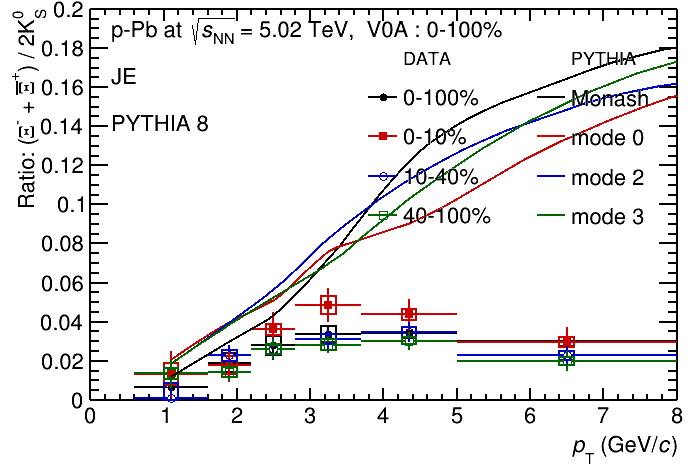 p-Pb at √s_NN = 5.02 TeV, V0A : 0-100%
JE
PYTHIA 8
DATA PYTHIA
0-100% Monash
0-10% mode 0
10-40% mode 2
40-100% mode 3
Ratio: (Ξ⁻ + Ξ̅⁺) / 2K⁰_S
0.2
0.18
0.16
0.14
0.12
0.1
0.08
0.06
0.04
0.02
0
0 1 2 3 4 5 6 7 8
p_T (GeV/c)